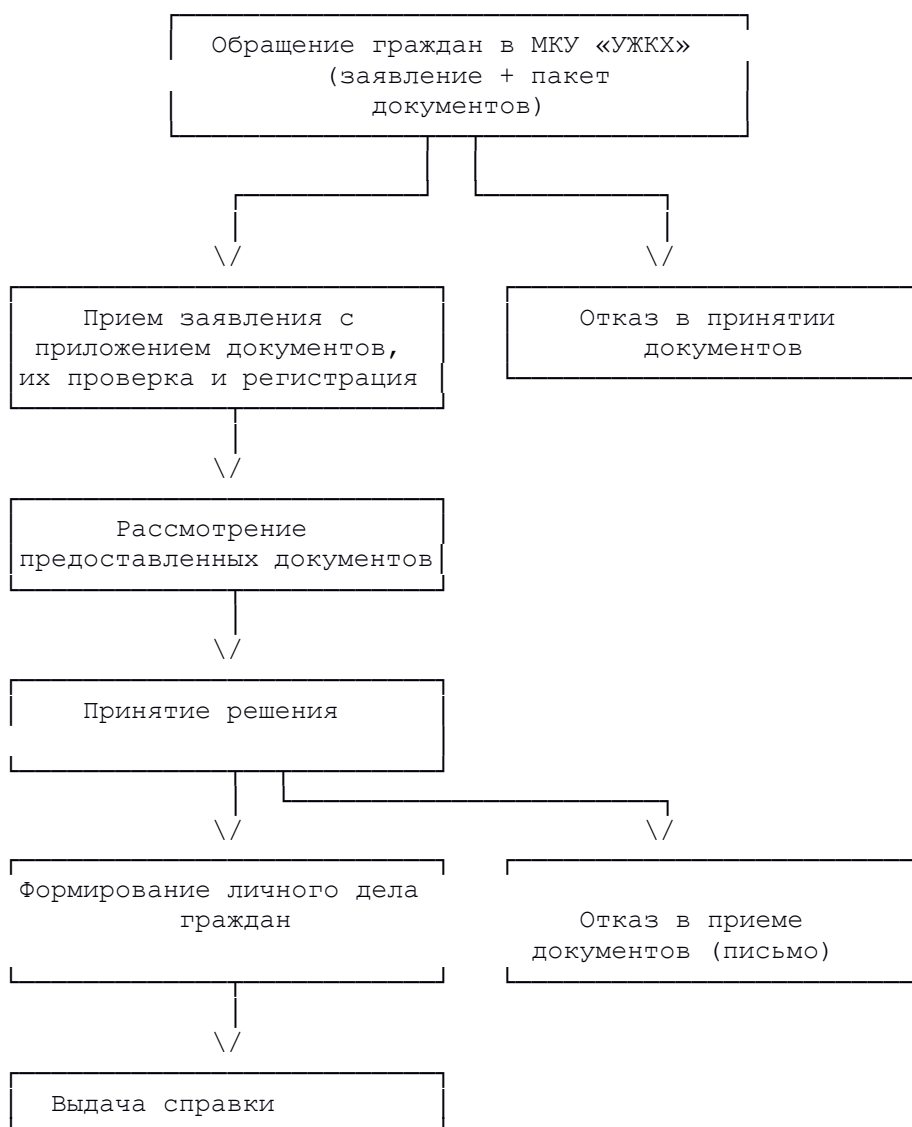 Обращение граждан в МКУ «УЖКХ»
(заявление + пакет
документов)
Прием заявления с
приложением документов,
их проверка и регистрация
Отказ в принятии
документов
Рассмотрение
предоставленных документов
Принятие решения
Формирование личного дела
граждан
Отказ в приеме
документов (письмо)
Выдача справки